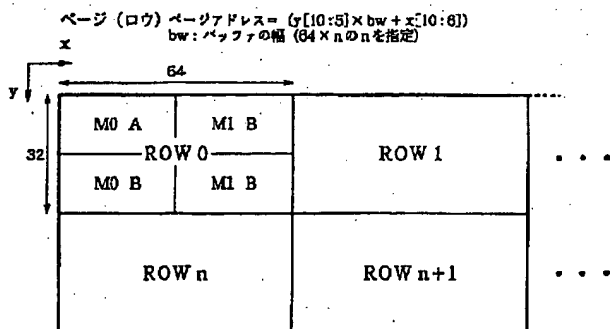 ページ (ロウ) ページアドレス= (y[10:5]×bw+x[10:6])
bw:バッファの幅 (64×nのnを指定)
x
64
y
M0 A M1 B
32 ROW 0 ROW 1
M0 B M1 B
ROW n ROW n+1